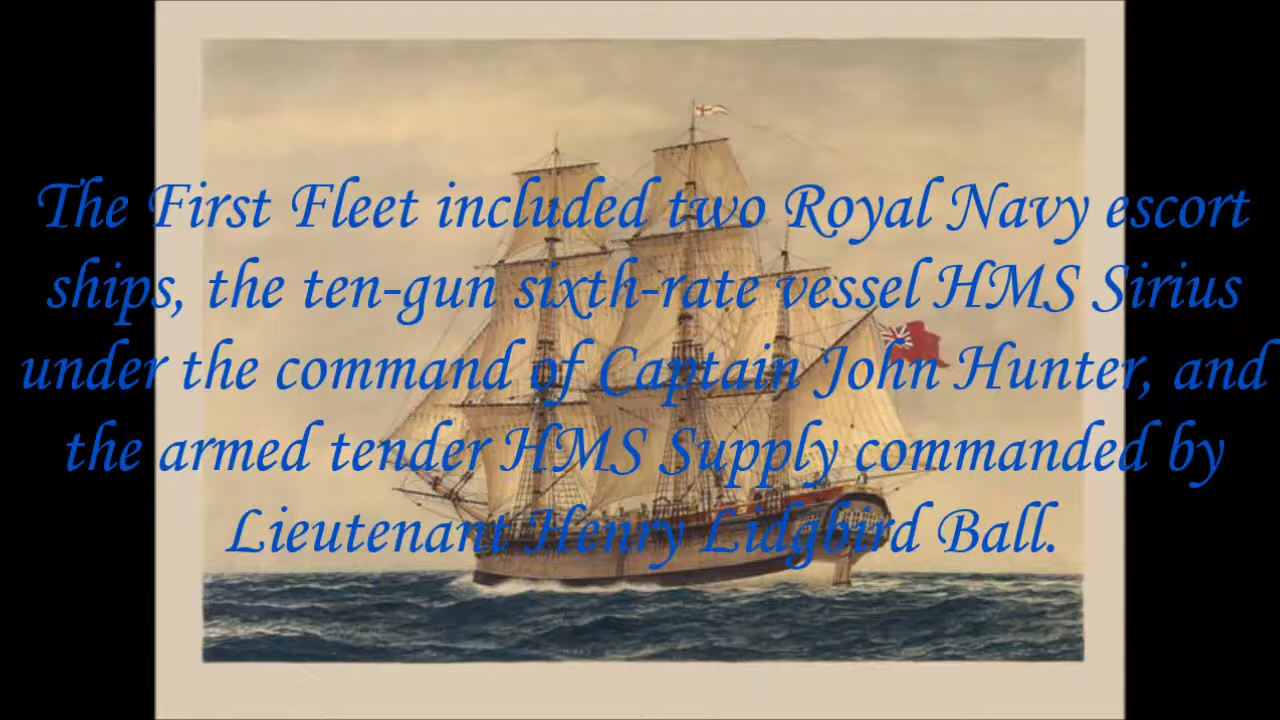 The First Fleet included two Royal Navy escort
ships, the ten-gun sixth-rate vessel HMS Sirius
under the command of Captain John Hunter, and
the armed tender HMS Supply commanded by
Lieutenant Henry Lidgbird Ball.